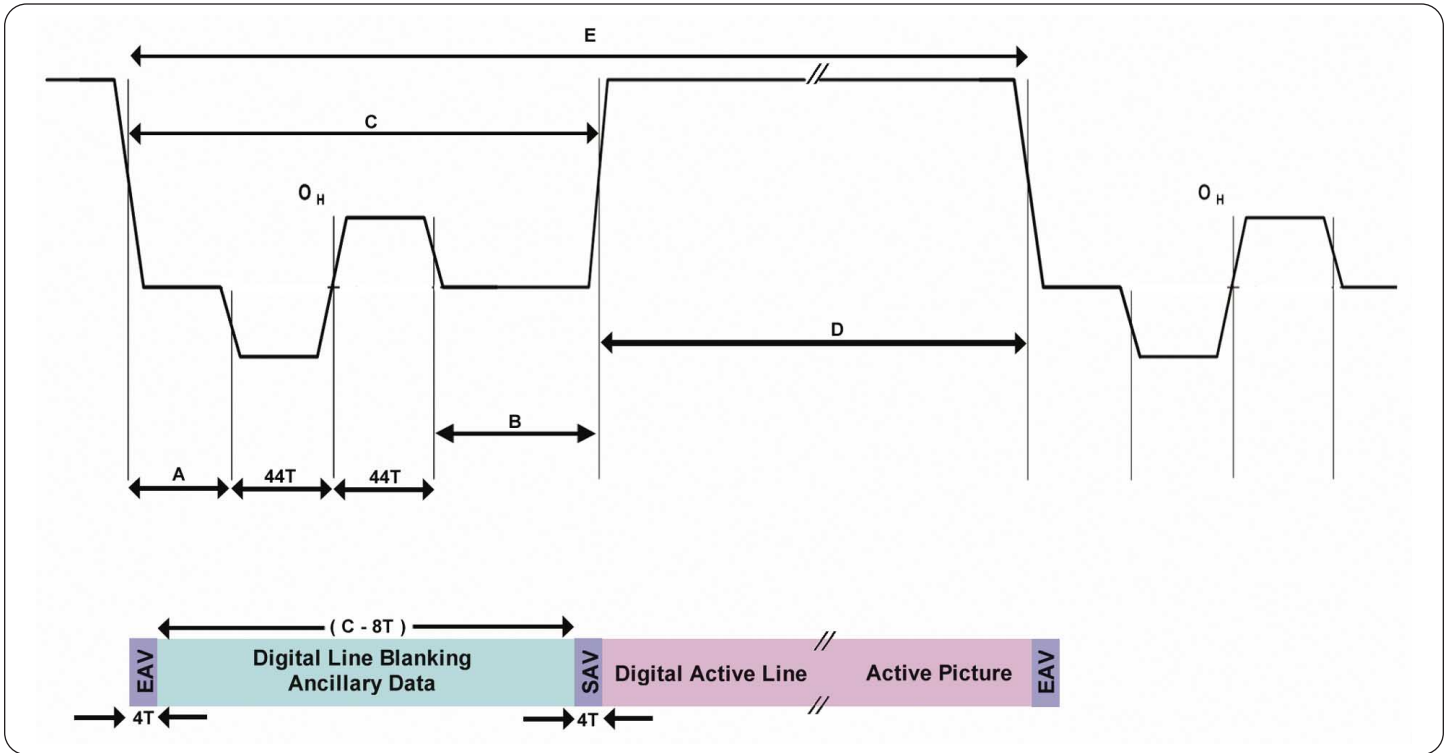 E
C
O H
O H
D
B
A
44T
44T
( C - 8T )
EAV
Digital Line Blanking
Ancillary Data
SAV
Digital Active Line
Active Picture
EAV
4T
4T